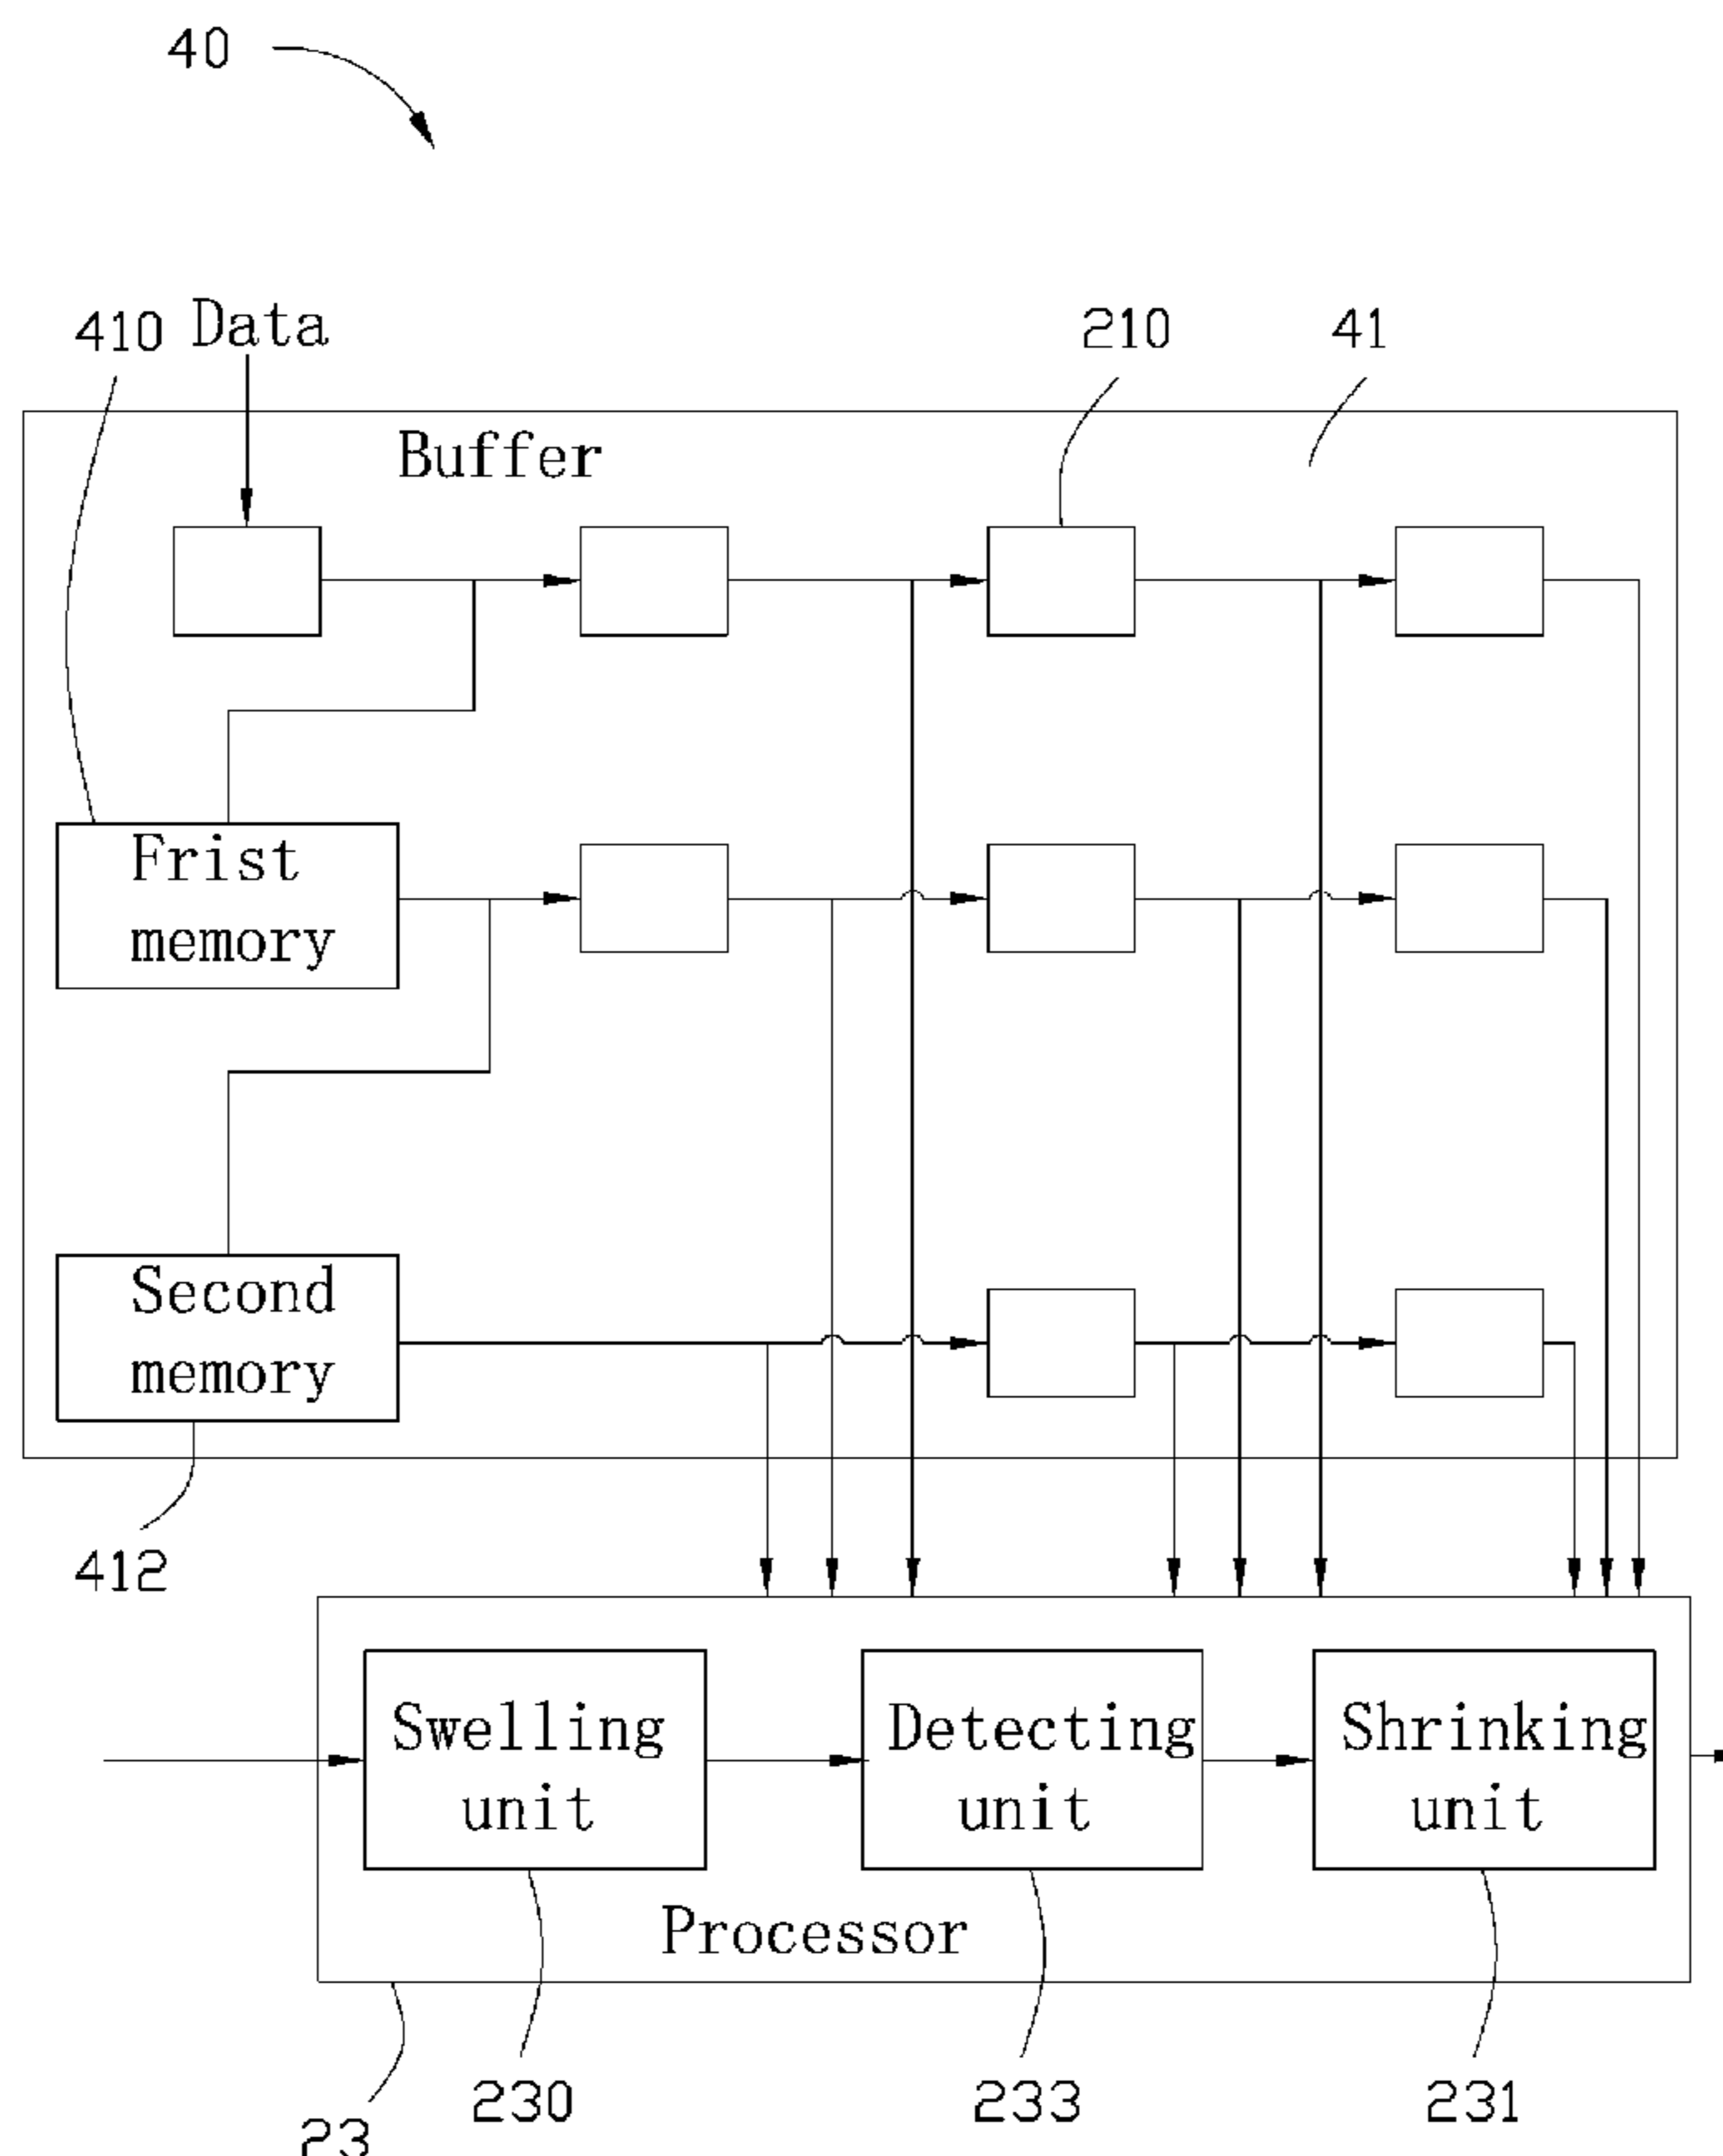 40
410 Data 210 41
Buffer
Frist
memory
Second
memory
412
Swelling
unit
Detecting
unit
Shrinking
unit
Processor
230 233 231
23